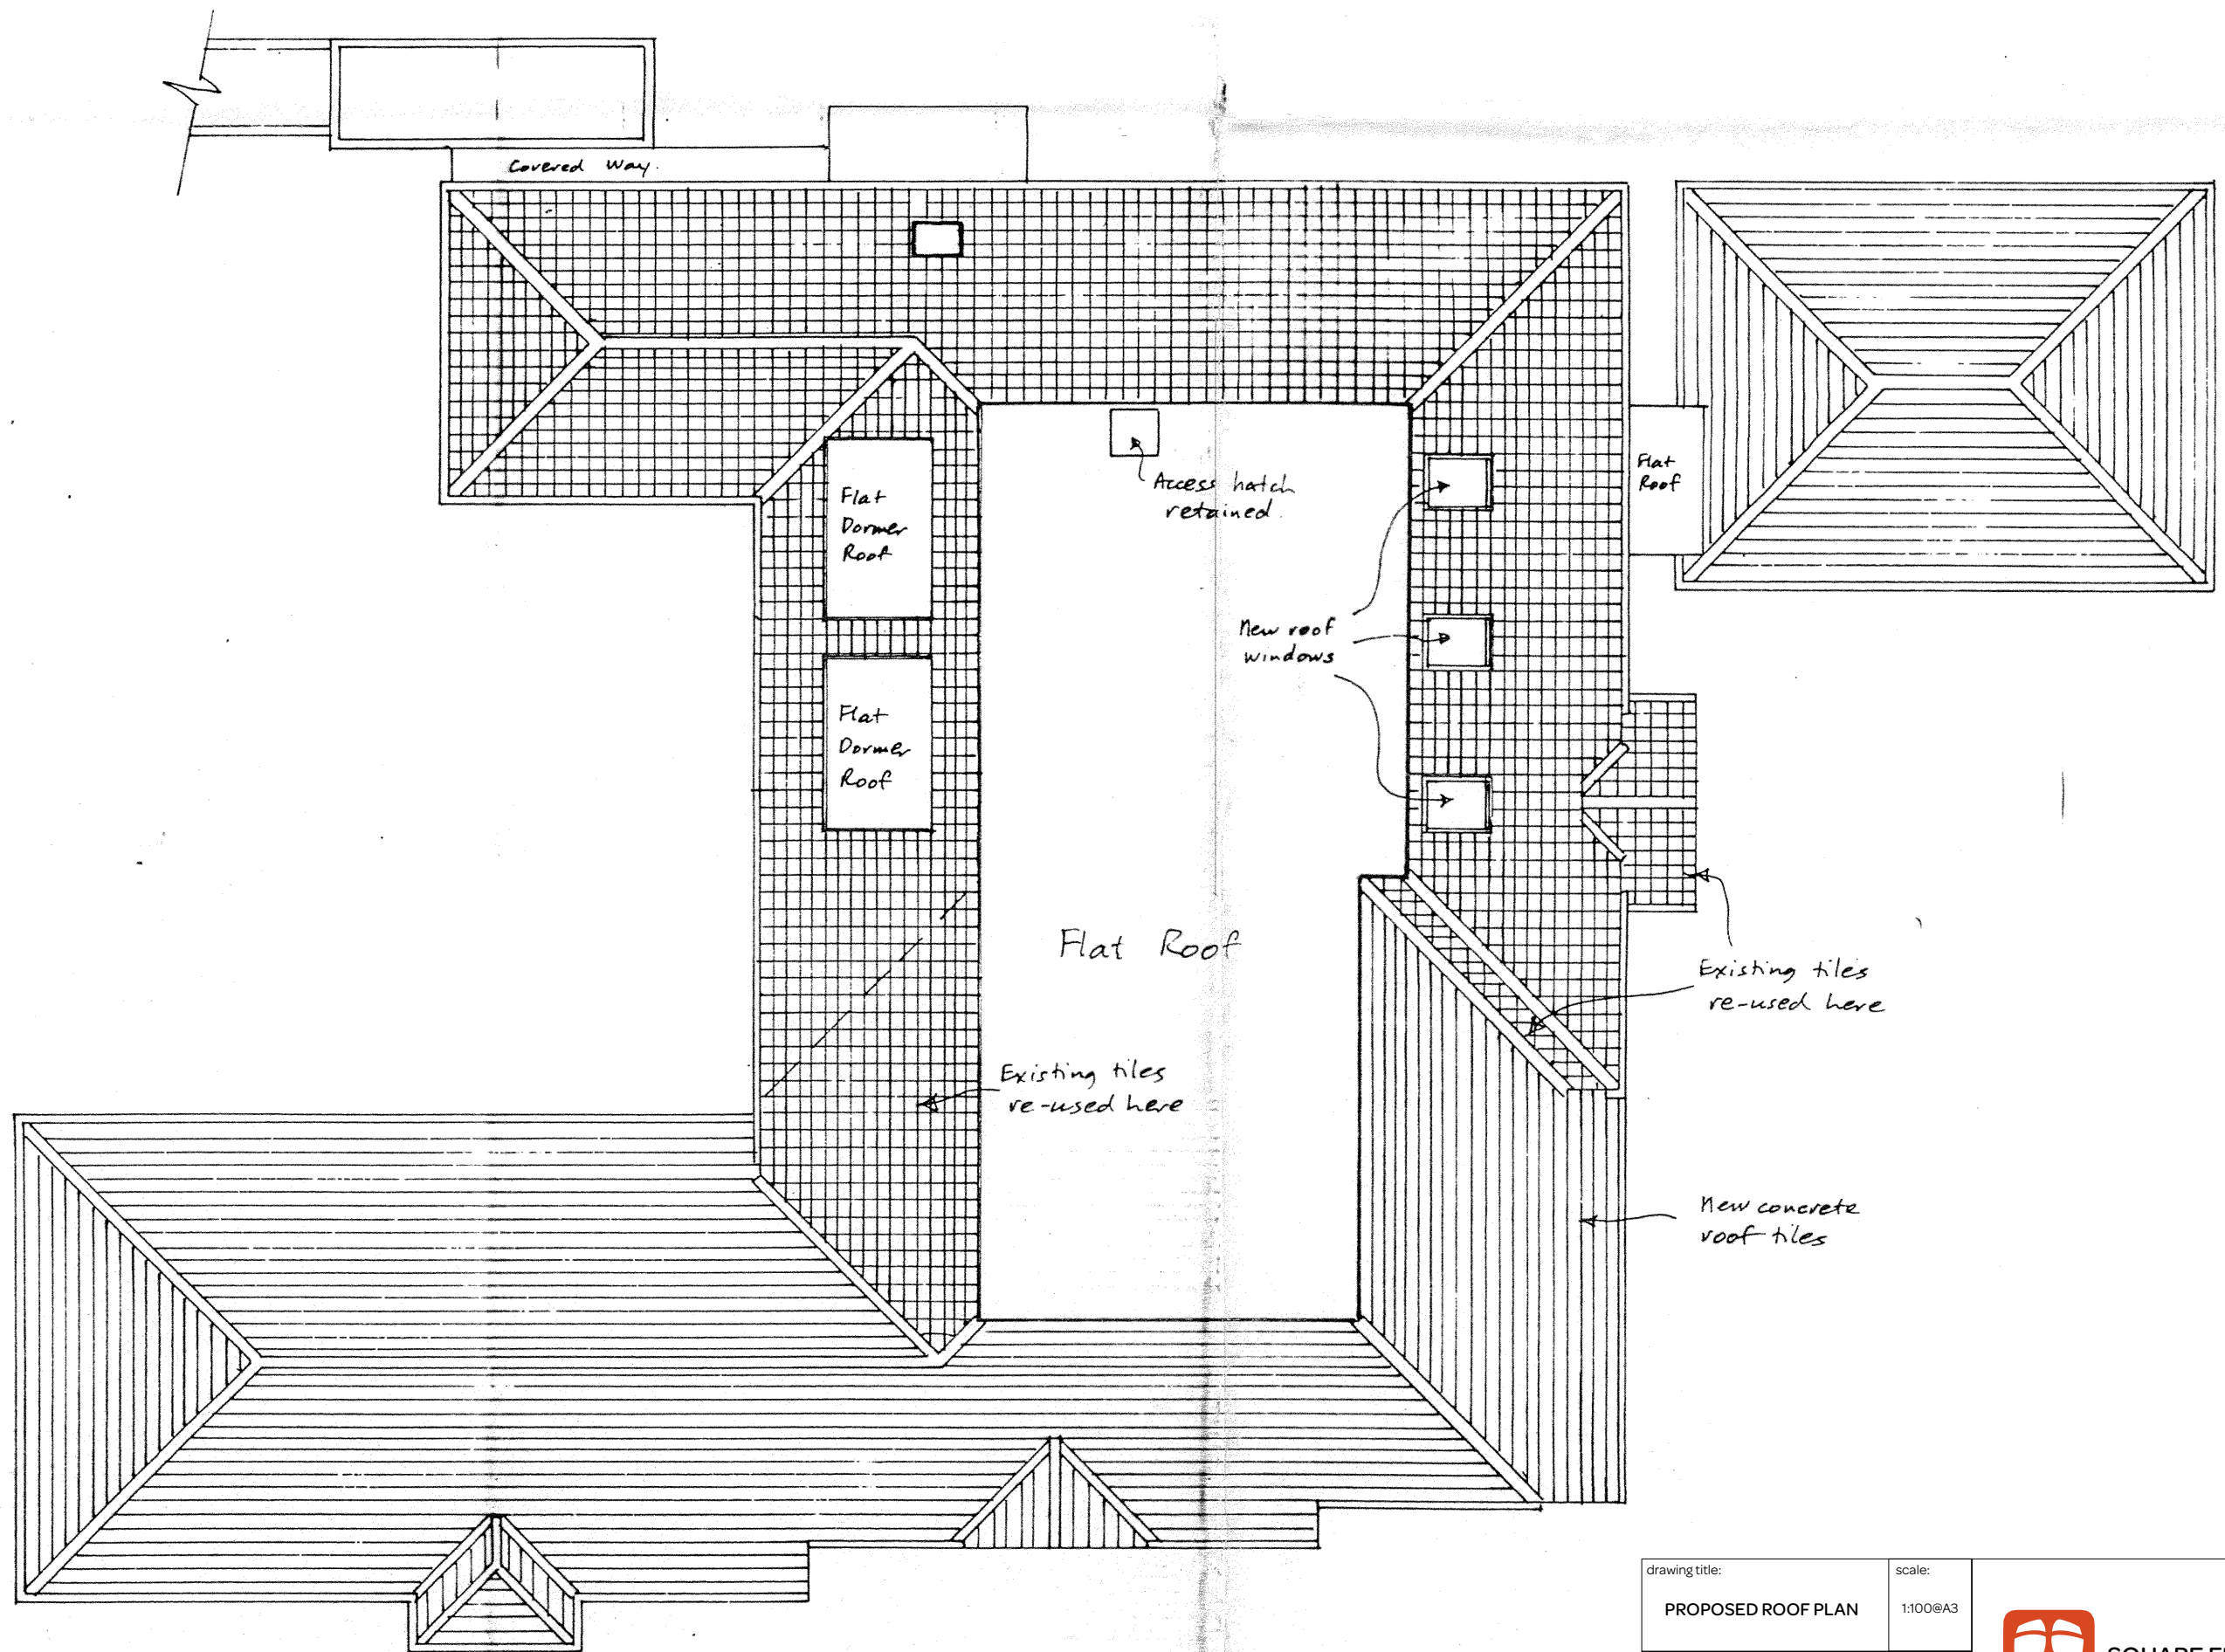 Covered Way.
Flat
Dormer
Roof
Access hatch
retained.
Flat
Roof
New roof
windows
Flat
Dormer
Roof
Flat Roof
Existing tiles
re-used here
Existing tiles
re-used here
New concrete
roof tiles
drawing title:
PROPOSED ROOF PLAN
scale:
1:100@A3